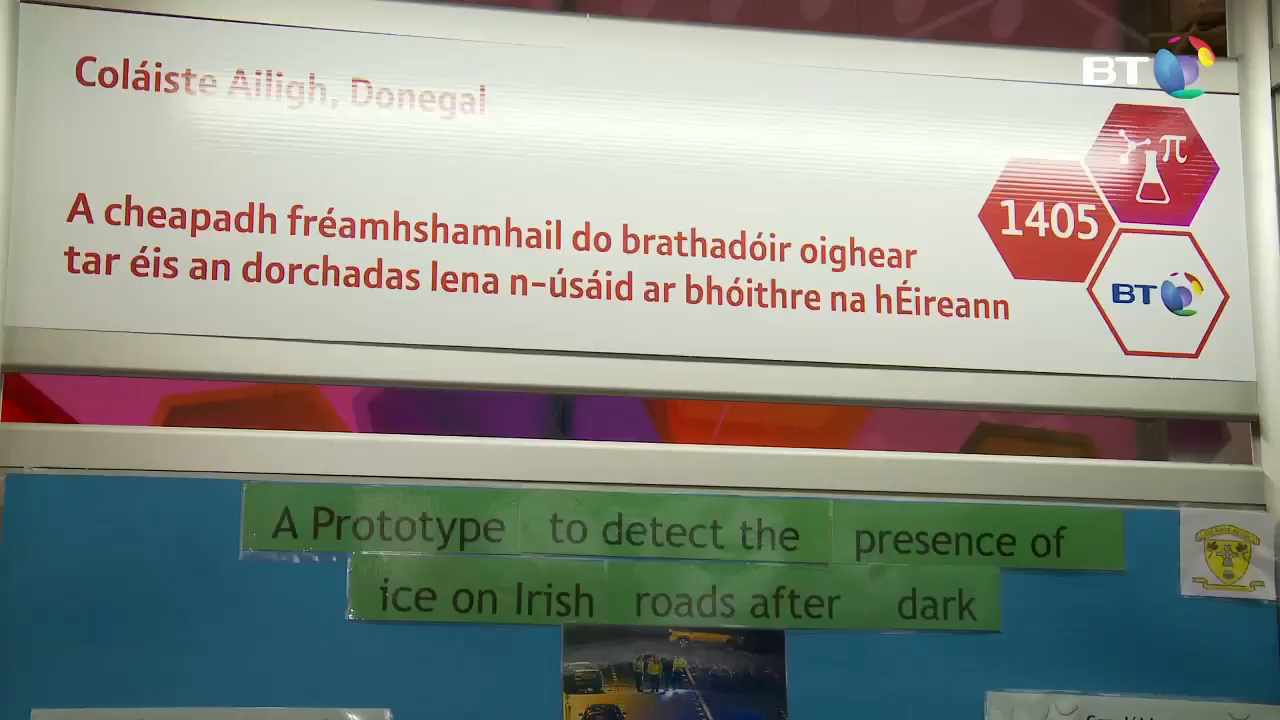 BT
Coláiste Ailigh, Donegal
π
1405
A cheapadh fréamhshamhail do brathadóir oighear
tar éis an dorchadas lena n-úsáid ar bhóithre na hÉireann
BT
A Prototype to detect the presence of
ice on Irish roads after dark